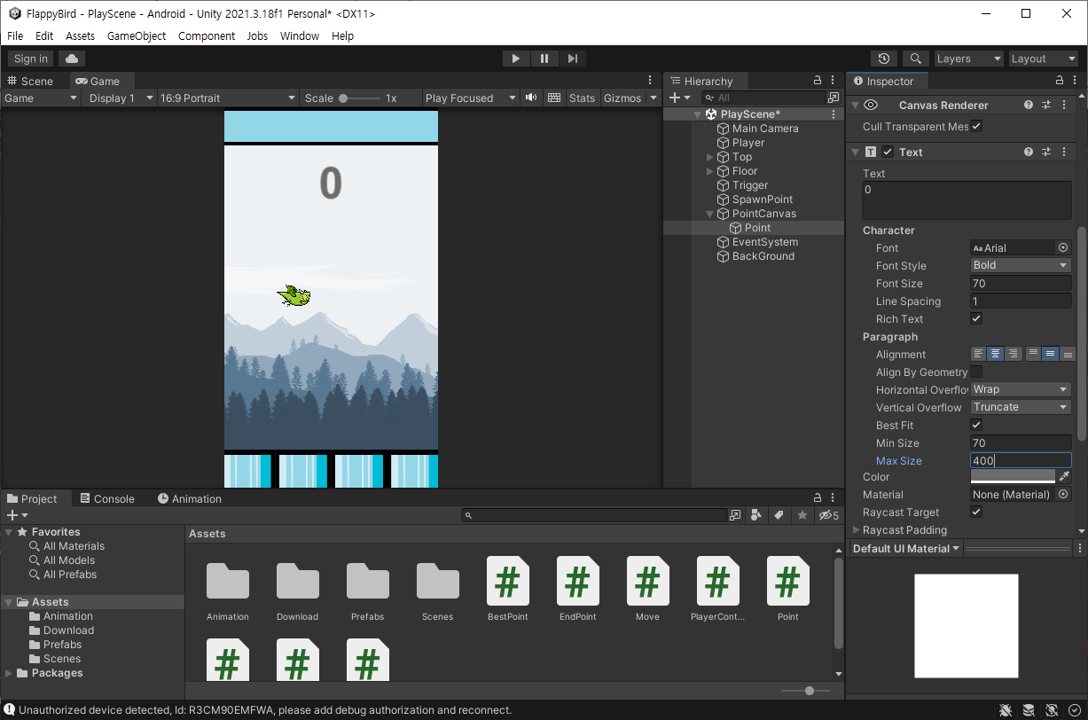 FlappyBird - PlayScene - Android - Unity 2021.3.18f1 Personal* <DX11>
File Edit Assets GameObject Component Jobs Window Help
Sign in
Layers
Layout
Scene
Game
Game
Display 1
16:9 Portrait
Scale
1x
Play Focused
Stats
Gizmos
0
Hierarchy
All
PlayScene*
Main Camera
Player
Top
Floor
Trigger
SpawnPoint
PointCanvas
Point
EventSystem
BackGround
Inspector
Canvas Renderer
Cull Transparent Mes
Text
Text
0
Character
Font Arial
Font Style Bold
Font Size 70
Line Spacing 1
Rich Text
Paragraph
Alignment
Align By Geometry
Horizontal Overflo Wrap
Vertical Overflow Truncate
Best Fit
Min Size 70
Max Size 400
Color
Material None (Material)
Raycast Target
Raycast Padding
Default UI Material
Project
Console
Animation
5
Favorites
All Materials
All Models
All Prefabs
Assets
Animation
Download
Prefabs
Scenes
Packages
Assets
Animation
Download
Prefabs
Scenes
BestPoint
EndPoint
Move
PlayerCont...
Point
Unauthorized device detected, Id: R3CM90EMFWA, please add debug authorization and reconnect.